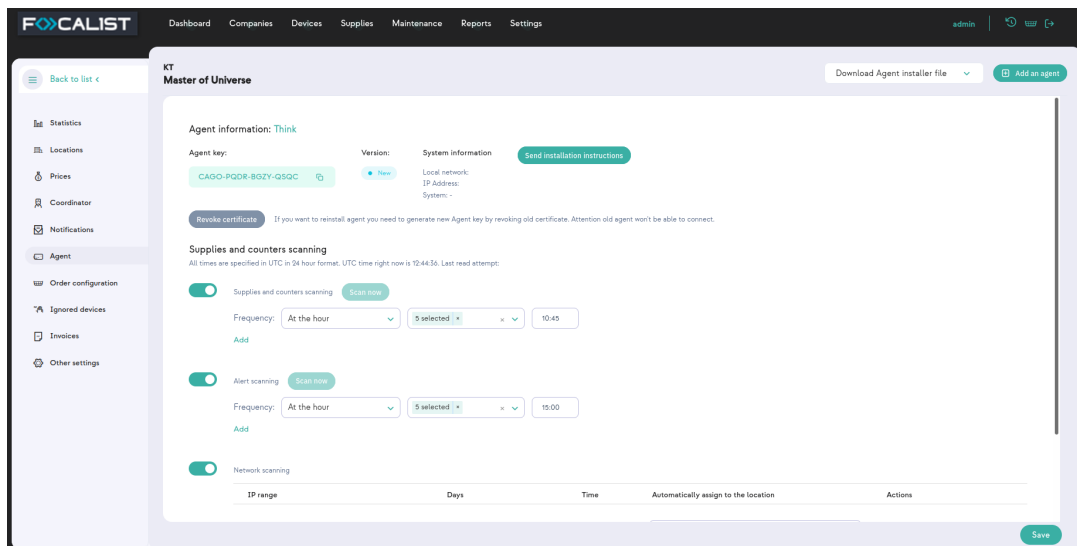 FOCALIST
Dashboard Companies Devices Supplies Maintenance Reports Settings admin
KT
Master of Universe
Download Agent installer file
Add an agent
Back to list <
Statistics
Locations
Prices
Coordinator
Notifications
Agent
Order configuration
Ignored devices
Invoices
Other settings
Agent information: Think
Agent key: Version: System information
Send installation instructions
CAGO-PQDR-BGZY-QSQC
New
Local network:
IP Address:
System: -
Revoke certificate If you want to reinstall agent you need to generate new Agent key by revoking old certificate. Attention old agent won't be able to connect.
Supplies and counters scanning
All times are specified in UTC in 24 hour format. UTC time right now is 12:44:36. Last read attempt:
Supplies and counters scanning Scan now
Frequency: At the hour 5 selected × × 10:45
Add
Alert scanning Scan now
Frequency: At the hour 5 selected × × 15:00
Add
Network scanning
IP range Days Time Automatically assign to the location Actions
Save